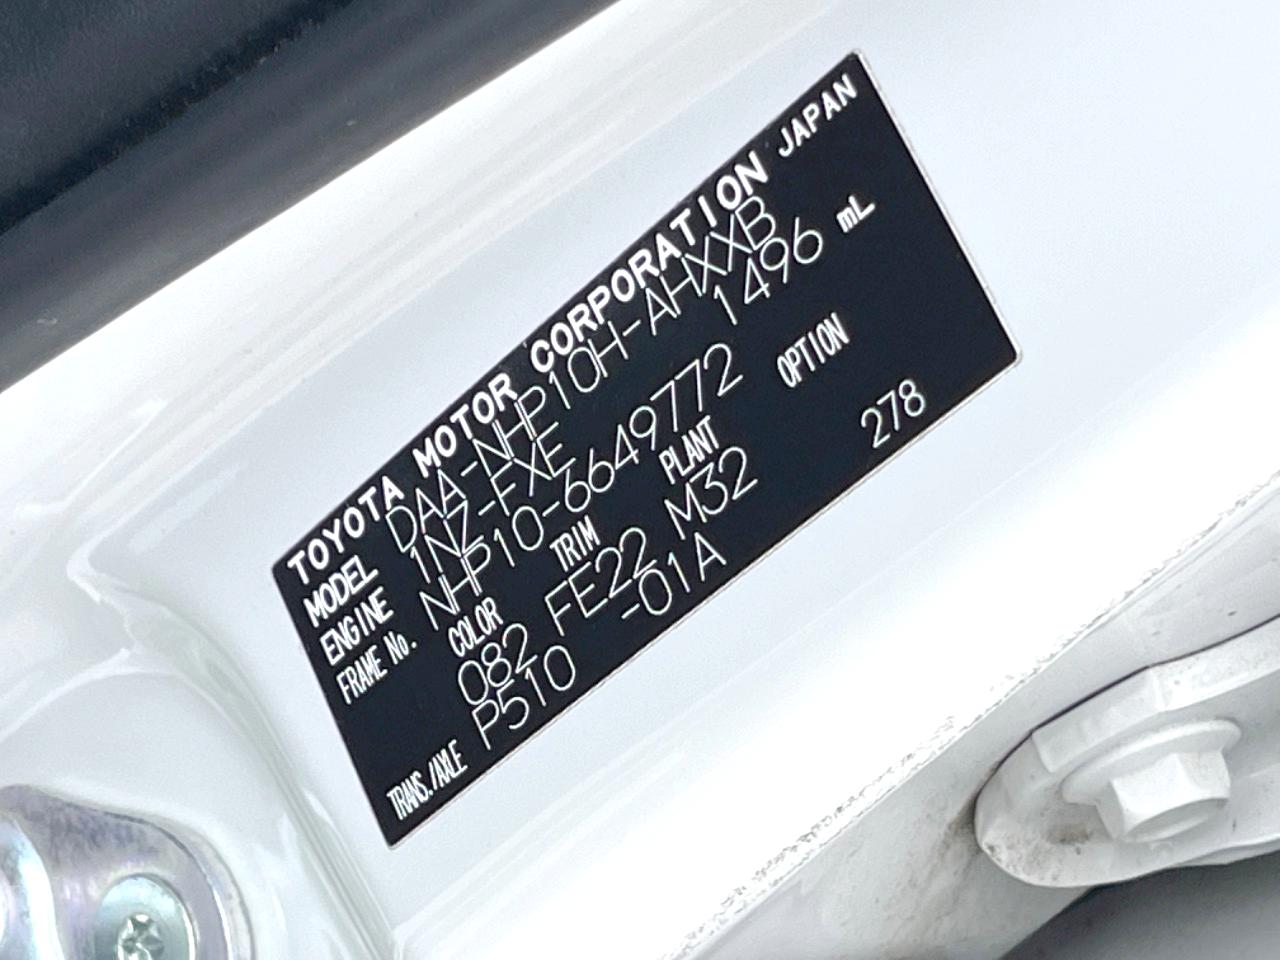 TOYOTA MOTOR CORPORATION JAPAN
MODEL DAA-NHP10H-AHXXB
ENGINE 1NZ-FXE 1496 mL
FRAME No. NHP10-6649772
COLOR TRIM PLANT OPTION
082 FE22 M32 278
TRANS./AXLE P510 -01A